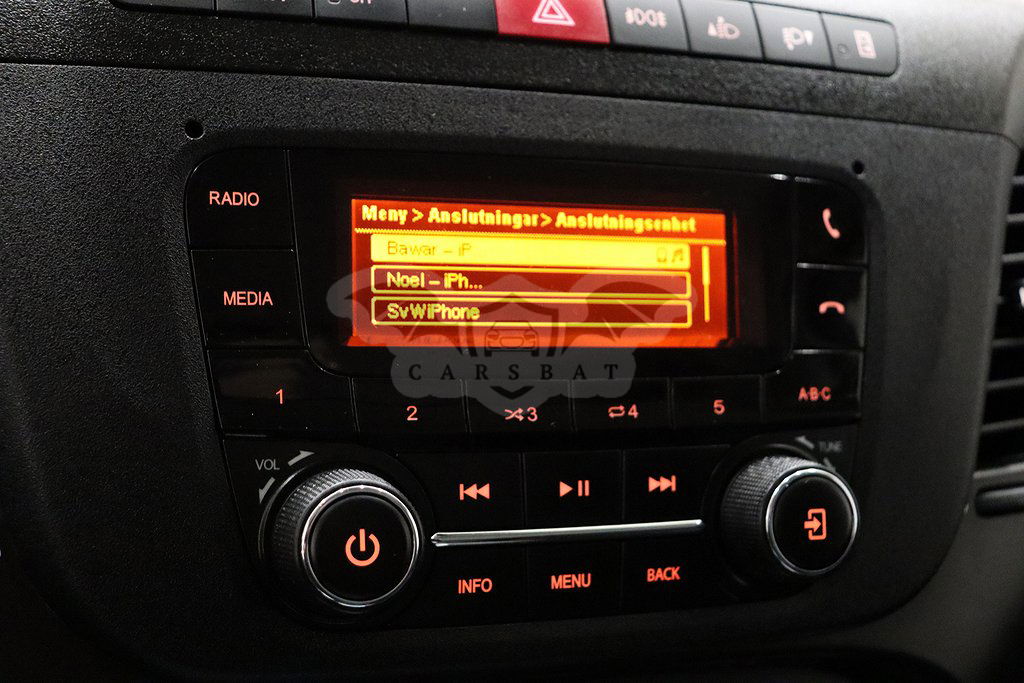 RADIO
MEDIA
Meny > Anslutningar > Anslutningsenhet
Bawar - iP
Noel - iPh...
SvWiPhone
CARSBAT
1
2
3
4
5
A-B-C
VOL
TUNE
INFO
MENU
BACK